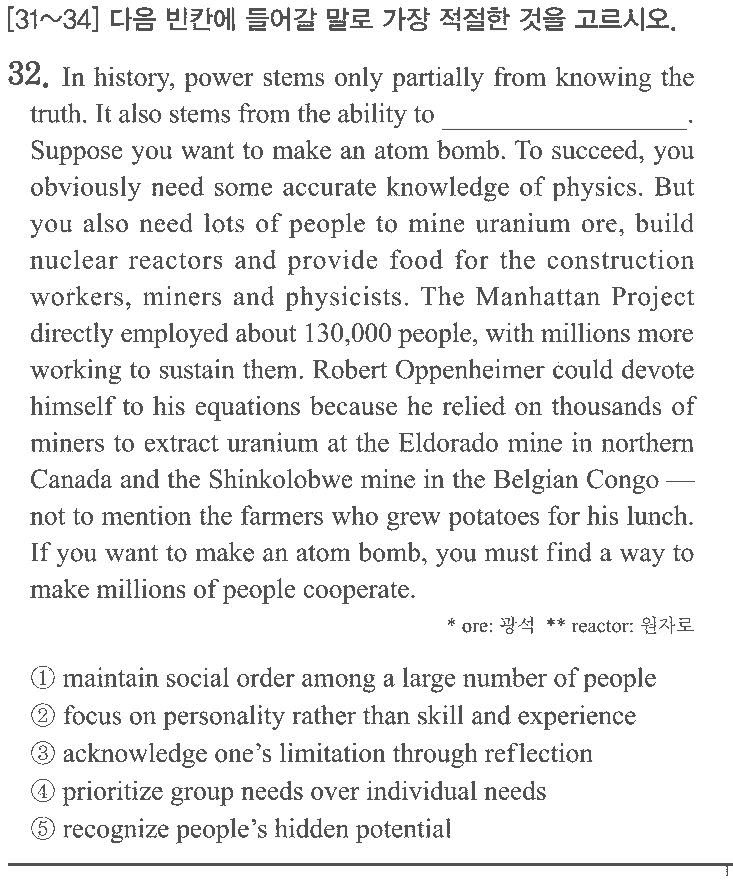 [31~34] 다음 빈칸에 들어갈 말로 가장 적절한 것을 고르시오.
32. In history, power stems only partially from knowing the
truth. It also stems from the ability to ____________________.
Suppose you want to make an atom bomb. To succeed, you
obviously need some accurate knowledge of physics. But
you also need lots of people to mine uranium ore, build
nuclear reactors and provide food for the construction
workers, miners and physicists. The Manhattan Project
directly employed about 130,000 people, with millions more
working to sustain them. Robert Oppenheimer could devote
himself to his equations because he relied on thousands of
miners to extract uranium at the Eldorado mine in northern
Canada and the Shinkolobwe mine in the Belgian Congo —
not to mention the farmers who grew potatoes for his lunch.
If you want to make an atom bomb, you must find a way to
make millions of people cooperate.
* ore: 광석 ** reactor: 원자로
① maintain social order among a large number of people
② focus on personality rather than skill and experience
③ acknowledge one's limitation through reflection
④ prioritize group needs over individual needs
⑤ recognize people's hidden potential